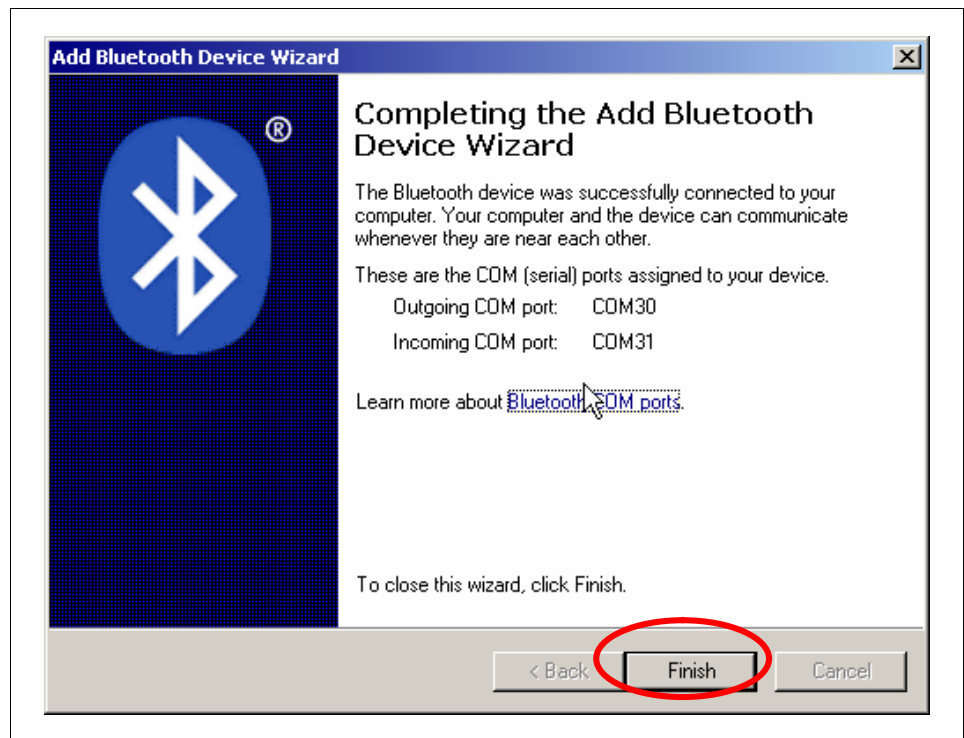 Add Bluetooth Device Wizard
®
Completing the Add Bluetooth
Device Wizard
The Bluetooth device was successfully connected to your
computer. Your computer and the device can communicate
whenever they are near each other.
These are the COM (serial) ports assigned to your device.
Outgoing COM port: COM30
Incoming COM port: COM31
Learn more about Bluetooth COM ports.
To close this wizard, click Finish.
< Back Finish Cancel